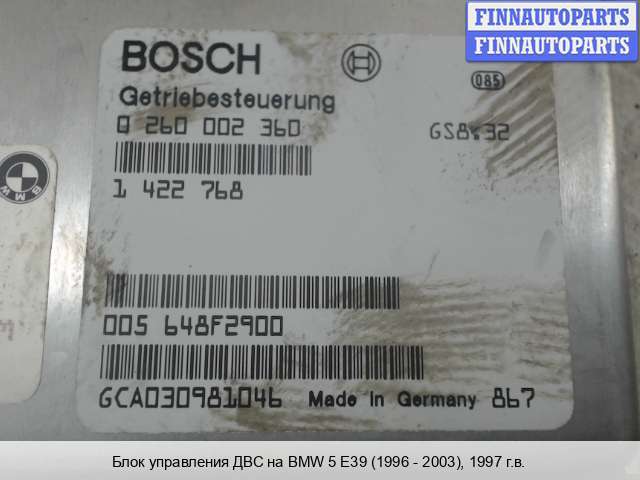 FINNAUTOPARTS
FINNAUTOPARTS
BOSCH
085
Getriebesteuerung
0 260 002 360
GS8.32
1 422 768
BMW
005 648F2900
GCA030981046 Made in Germany 867
Блок управления ДВС на BMW 5 E39 (1996 - 2003), 1997 г.в.